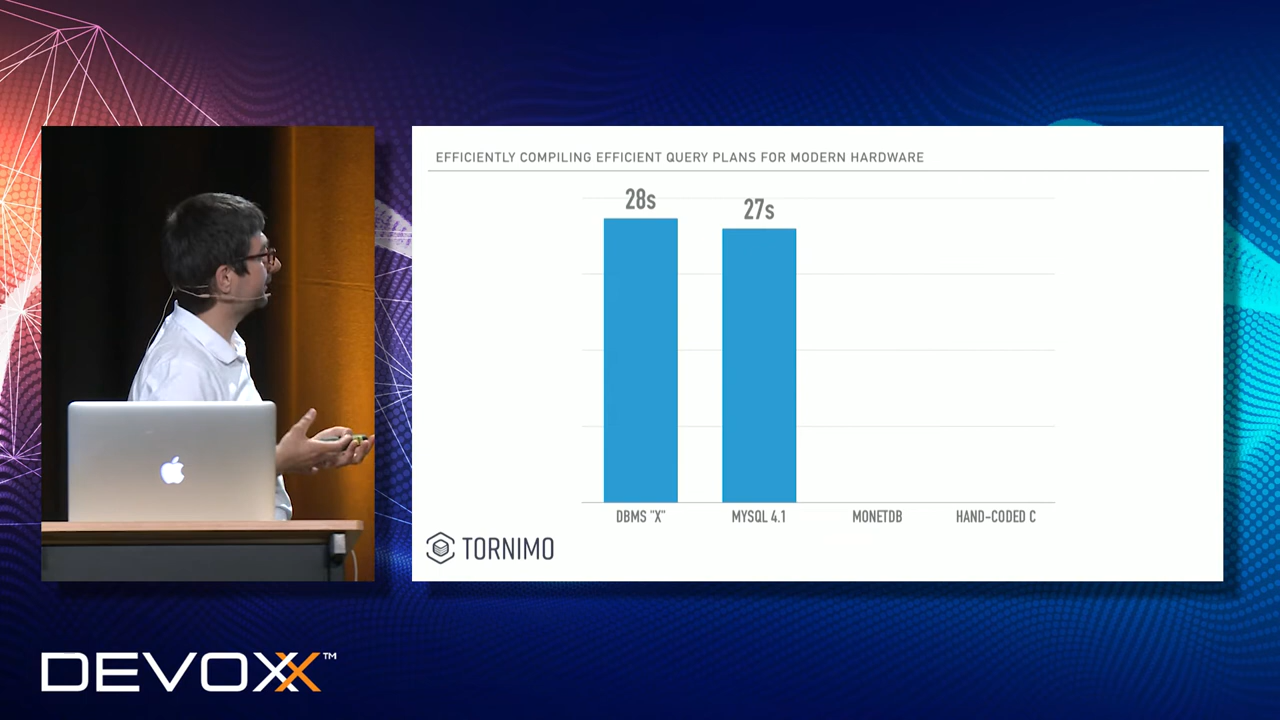 EFFICIENTLY COMPILING EFFICIENT QUERY PLANS FOR MODERN HARDWARE
28s
27s
DBMS "X"
MYSQL 4.1
MONETDB
HAND-CODED C
TORNIMO
DEVOXX™